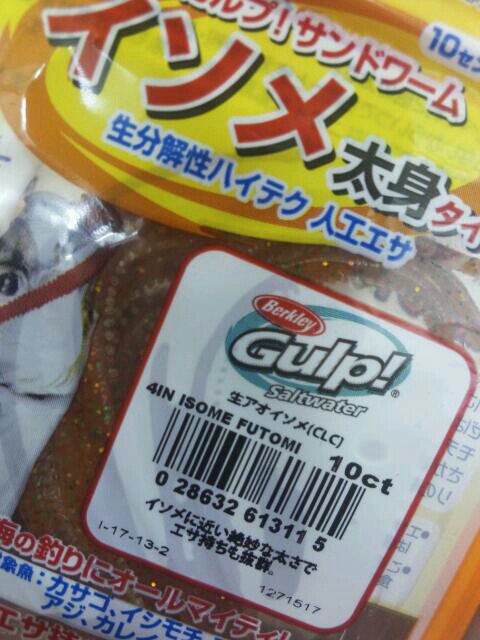 ルプ!サンドワーム
10セン
イソメ
太身タイ
生分解性ハイテク 人工エサ
Berkley
Gulp!®
Saltwater
生アオイソメ(CLC)
4IN ISOME FUTOMI
10ct
0 28632 61311 5
イソメに近い絶妙な太さで
エサ持ちも抜群。
I-17-13-2
1271517
海の釣りにオールマイティ
象魚:カサゴ、イシモチ
アジ、カレ
エサ持